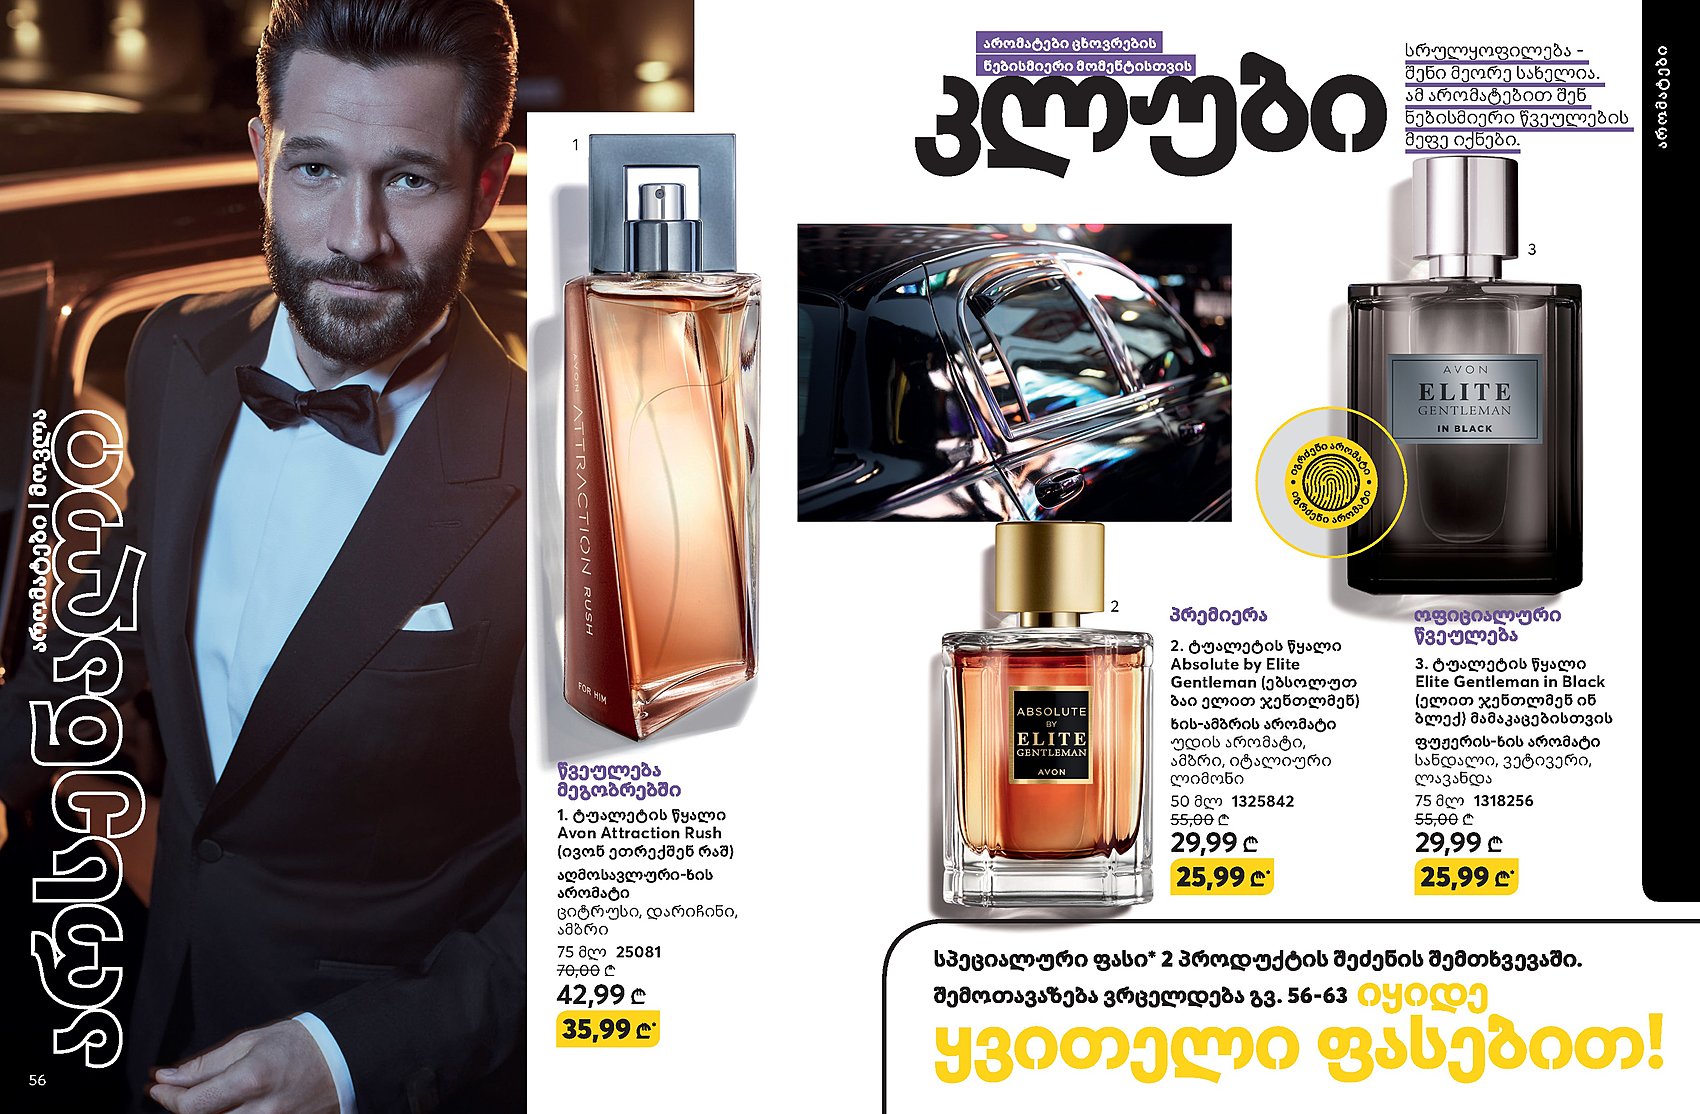 არსენალი
არომატები | მოვლა
56
1
AVON ATTRACTION RUSH
FOR HIM
წვეულება
მეგობრებში
1. ტუალეტის წყალი
Avon Attraction Rush
(ივონ ეთრექშენ რაშ)
აღმოსავლური-ხის
არომატი
ციტრუსი, დარიჩინი,
ამბრი
75 მლ 25081
70,00 ₾
42,99 ₾
35,99 ₾*
არომატები ცხოვრების
ნებისმიერი მომენტისთვის
კლუბი
სრულყოფილება -
შენი მეორე სახელია.
ამ არომატებით შენ
ნებისმიერი წვეულების
მეფე იქნები.
არომატები
2
ABSOLUTE
BY
ELITE
GENTLEMAN
AVON
პრემიერა
2. ტუალეტის წყალი
Absolute by Elite
Gentleman (ებსოლუთ
ბაი ელით ჯენთლმენ)
ხის-ამბრის არომატი
უდის არომატი,
ამბრი, იტალიური
ლიმონი
50 მლ 1325842
55,00 ₾
29,99 ₾
25,99 ₾*
3
AVON
ELITE
GENTLEMAN
IN BLACK
იგრძენი არომატი
იგრძენი არომატი
ოფიციალური
წვეულება
3. ტუალეტის წყალი
Elite Gentleman in Black
(ელით ჯენთლმენ ინ
ბლექ) მამაკაცებისთვის
ფუჟერის-ხის არომატი
სანდალი, ვეტივერი,
ლავანდა
75 მლ 1318256
55,00 ₾
29,99 ₾
25,99 ₾*
სპეციალური ფასი* 2 პროდუქტის შეძენის შემთხვევაში.
შემოთავაზება ვრცელდება გვ. 56-63 იყიდე
ყვითელი ფასებით!